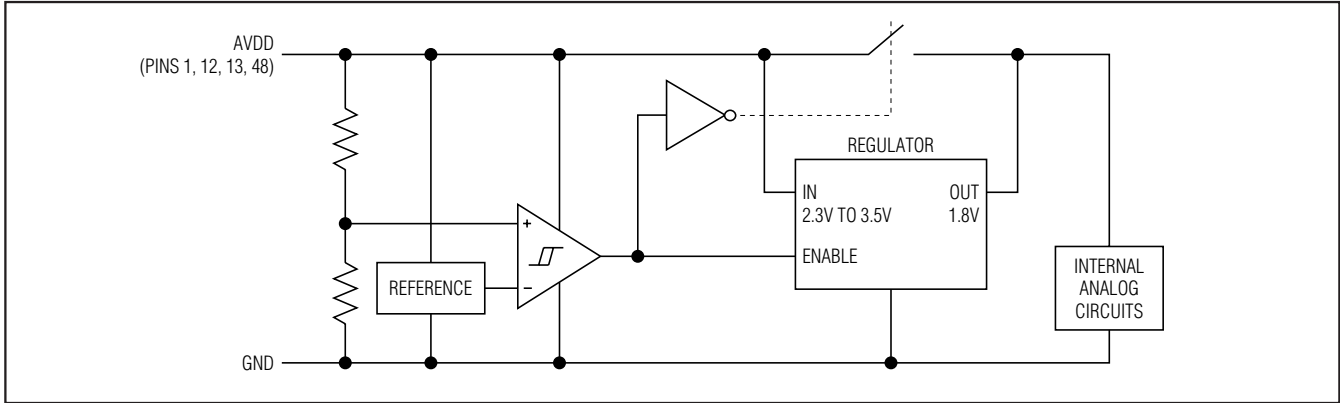 AVDD
(PINS 1, 12, 13, 48)
REGULATOR
IN
2.3V TO 3.5V
OUT
1.8V
ENABLE
+
−
REFERENCE
INTERNAL
ANALOG
CIRCUITS
GND